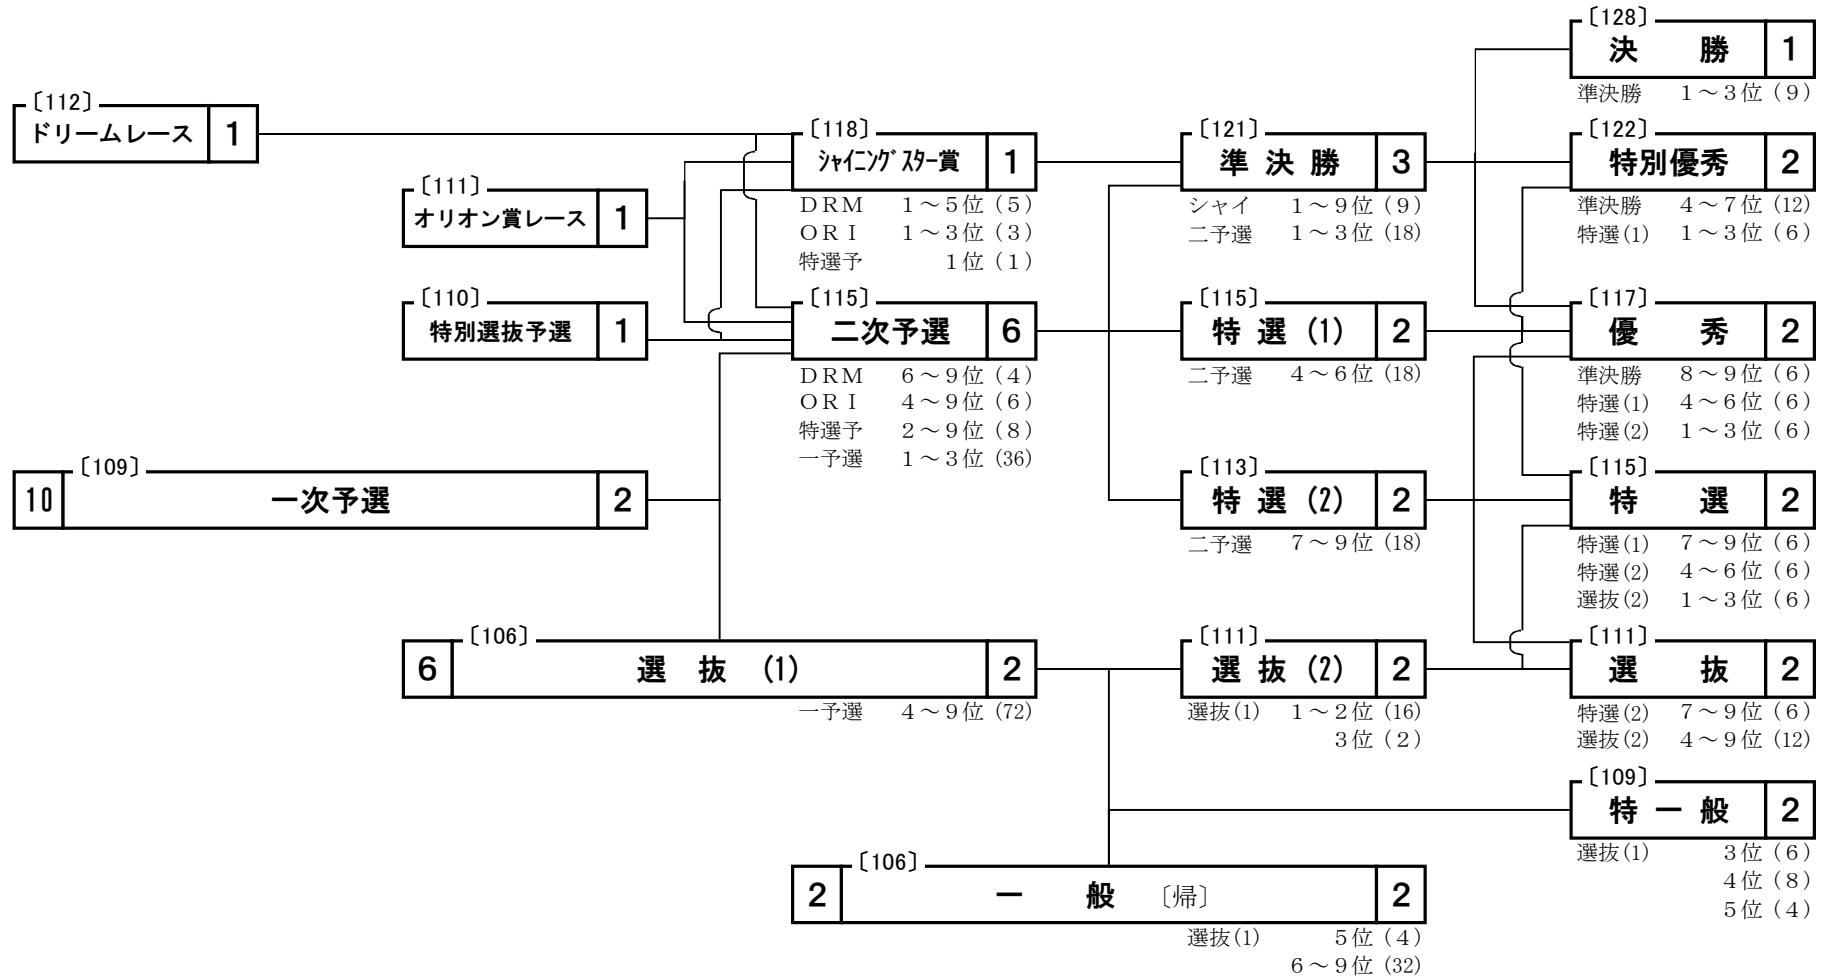 〔128〕
決 勝 1
準決勝 1～3位 (9)
〔112〕
ドリームレース 1
〔118〕
シャイニングスター賞 1
DRM 1～5位 (5)
ORI 1～3位 (3)
特選予 1位 (1)
〔121〕
準 決 勝 3
シャイ 1～9位 (9)
二予選 1～3位 (18)
〔122〕
特別優秀 2
準決勝 4～7位 (12)
特選(1) 1～3位 (6)
〔111〕
オリオン賞レース 1
〔110〕
特別選抜予選 1
〔115〕
二次予選 6
DRM 6～9位 (4)
ORI 4～9位 (6)
特選予 2～9位 (8)
一予選 1～3位 (36)
〔115〕
特 選 (1) 2
二予選 4～6位 (18)
〔117〕
優 秀 2
準決勝 8～9位 (6)
特選(1) 4～6位 (6)
特選(2) 1～3位 (6)
〔109〕
10 一次予選 2
〔113〕
特 選 (2) 2
二予選 7～9位 (18)
〔115〕
特 選 2
特選(1) 7～9位 (6)
特選(2) 4～6位 (6)
選抜(2) 1～3位 (6)
〔106〕
6 選 抜 (1) 2
一予選 4～9位 (72)
〔111〕
選 抜 (2) 2
選抜(1) 1～2位 (16)
3位 (2)
〔111〕
選 抜 2
特選(2) 7～9位 (6)
選抜(2) 4～9位 (12)
〔109〕
特 一 般 2
選抜(1) 3位 (6)
4位 (8)
5位 (4)
〔106〕
2 一 般 〔帰〕 2
選抜(1) 5位 (4)
6～9位 (32)